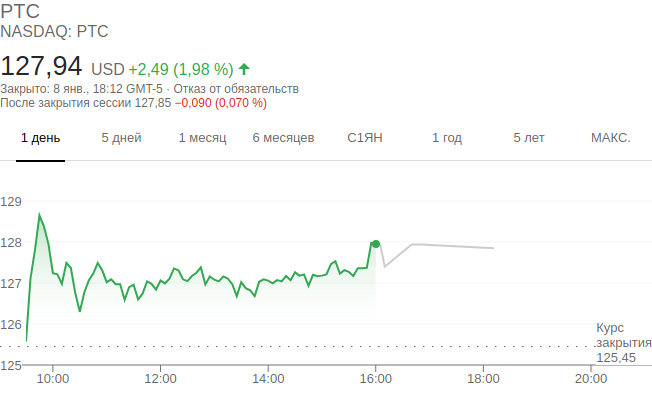 PTC
NASDAQ: PTC
127,94 USD +2,49 (1,98 %)
Закрыто: 8 янв., 18:12 GMT-5 · Отказ от обязательств
После закрытия сессии 127,85 −0,090 (0,070 %)
1 день 5 дней 1 месяц 6 месяцев С1ЯН 1 год 5 лет МАКС.
129
128
127
126
125
Курс
закрытия
125,45
10:00 12:00 14:00 16:00 18:00 20:00